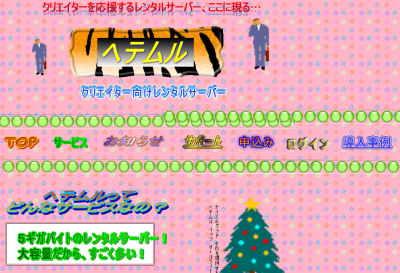 クリエイターを応援するレンタルサーバー、ここに現る…
ヘテムル
クリエイター向けレンタルサーバー
TOP サービス お知らせ サポート 申込み ログイン 導入事例
ヘテムルって
どんなサービスなの？
5ギガバイトのレンタルサーバー！
大容量だから、すごく多い！